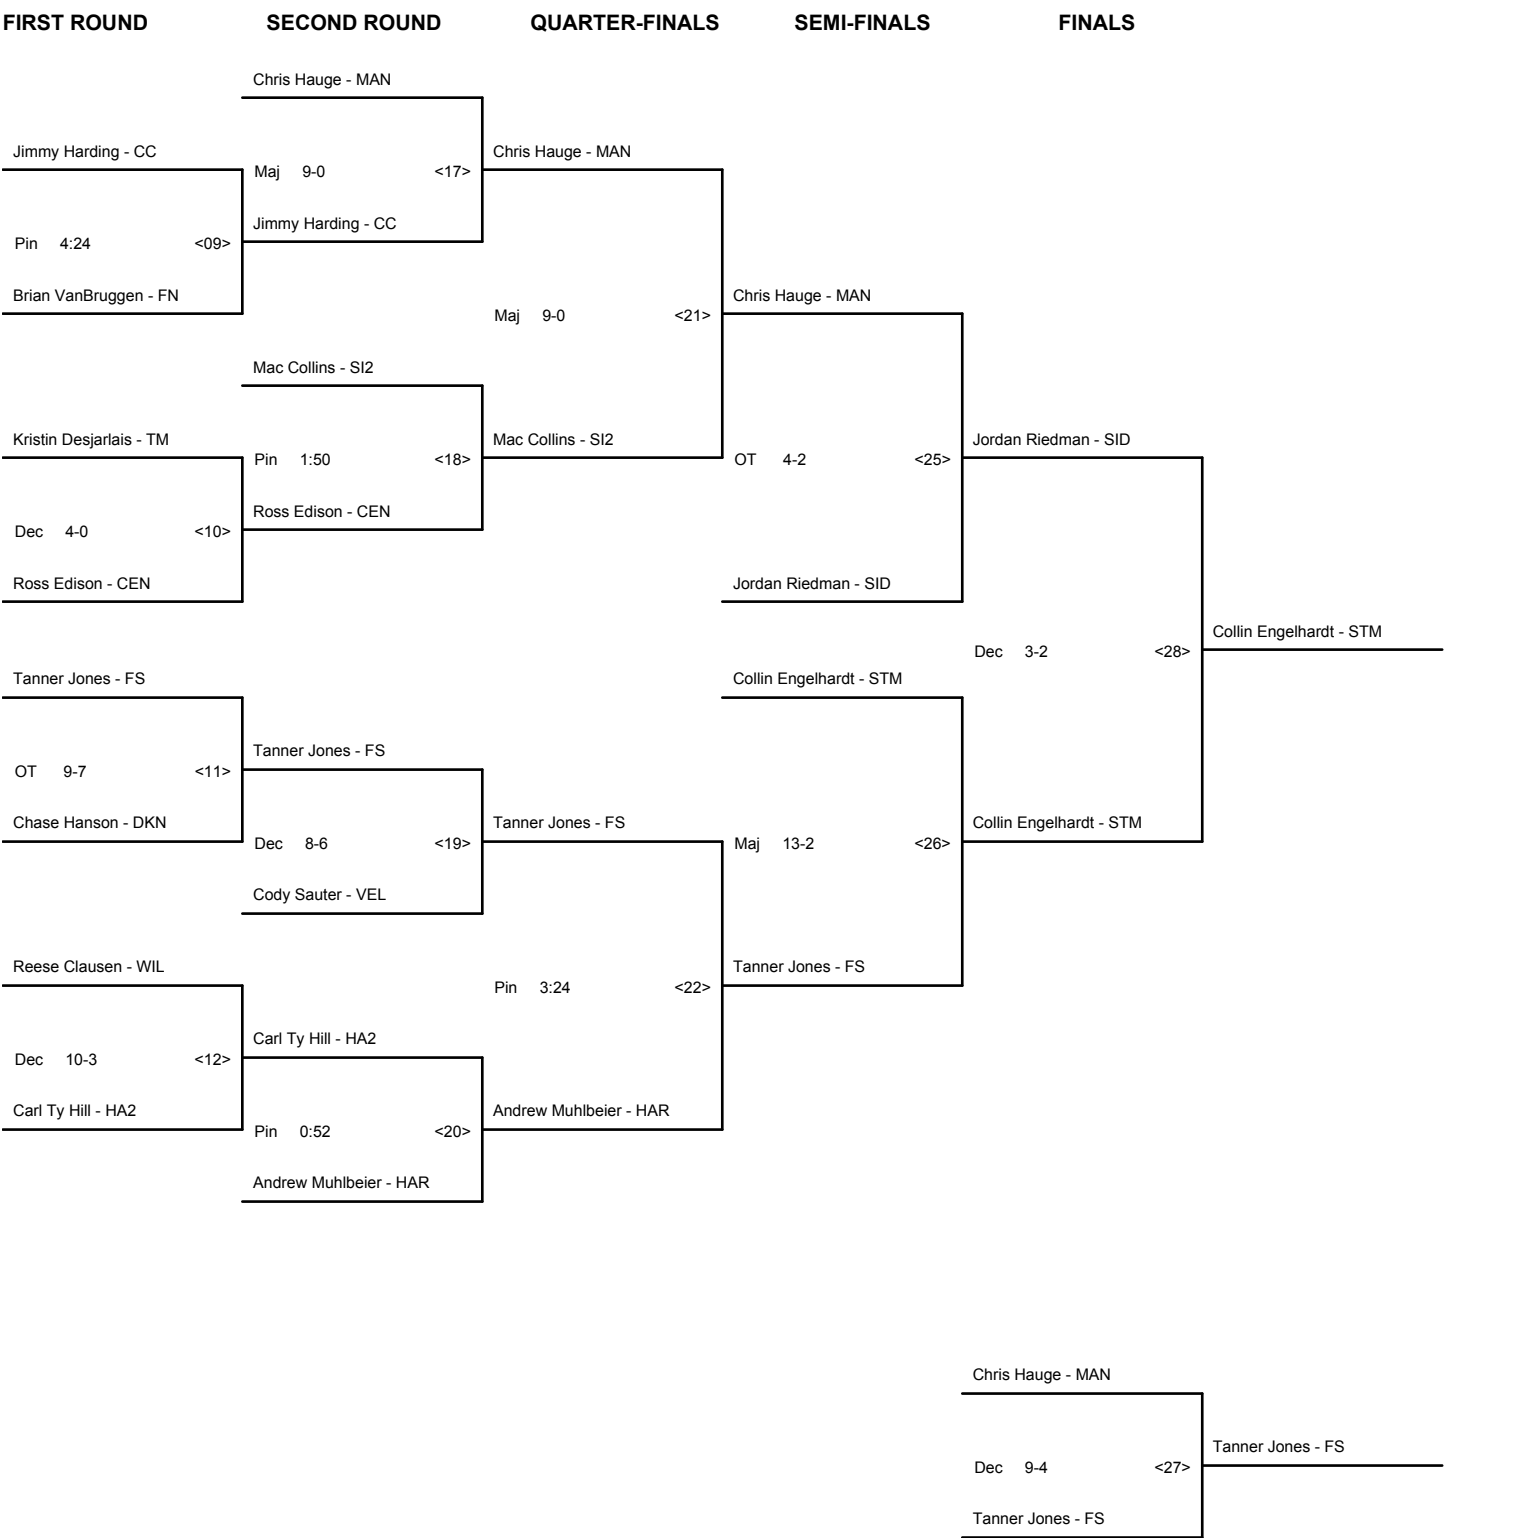 FIRST ROUND SECOND ROUND QUARTER-FINALS SEMI-FINALS FINALS
Chris Hauge - MAN
Jimmy Harding - CC Chris Hauge - MAN
Maj 9-0 <17>
Jimmy Harding - CC
Pin 4:24 <09>
Brian VanBruggen - FN Chris Hauge - MAN
Maj 9-0 <21>
Mac Collins - SI2
Kristin Desjarlais - TM Mac Collins - SI2 Jordan Riedman - SID
Pin 1:50 <18> OT 4-2 <25>
Ross Edison - CEN
Dec 4-0 <10>
Ross Edison - CEN Jordan Riedman - SID
Collin Engelhardt - STM
Dec 3-2 <28>
Tanner Jones - FS Collin Engelhardt - STM
Tanner Jones - FS
OT 9-7 <11>
Chase Hanson - DKN Tanner Jones - FS Collin Engelhardt - STM
Dec 8-6 <19> Maj 13-2 <26>
Cody Sauter - VEL
Reese Clausen - WIL Tanner Jones - FS
Pin 3:24 <22>
Carl Ty Hill - HA2
Dec 10-3 <12>
Carl Ty Hill - HA2 Andrew Muhlbeier - HAR
Pin 0:52 <20>
Andrew Muhlbeier - HAR
Chris Hauge - MAN
Tanner Jones - FS
Dec 9-4 <27>
Tanner Jones - FS